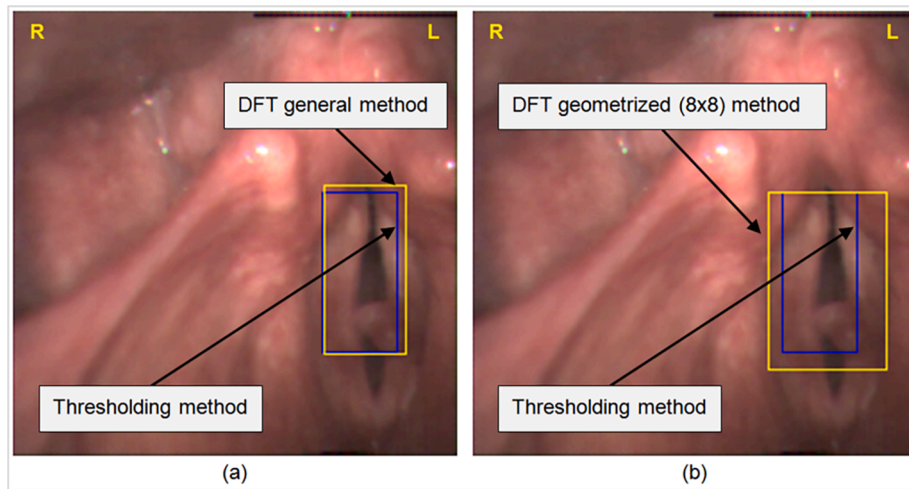 R
L
DFT general method
Thresholding method
(a)
R
L
DFT geometrized (8x8) method
Thresholding method
(b)